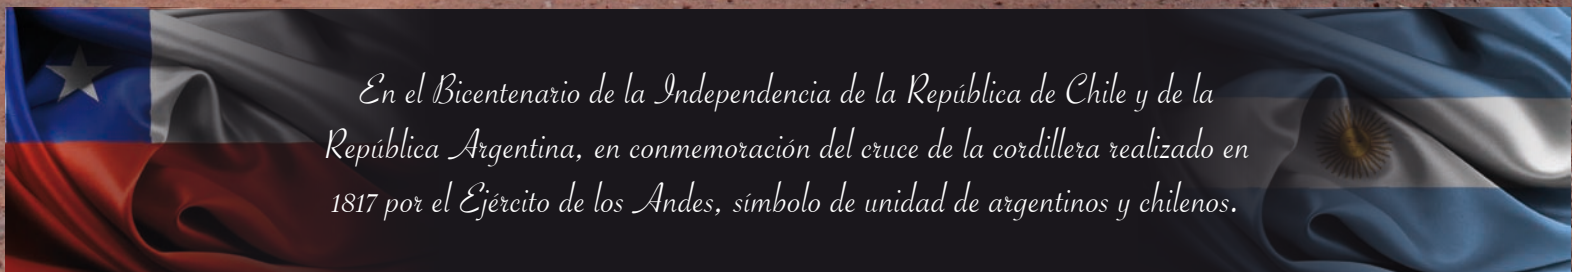 En el Bicentenario de la Independencia de la República de Chile y de la
República Argentina, en conmemoración del cruce de la cordillera realizado en
1817 por el Ejército de los Andes, símbolo de unidad de argentinos y chilenos.